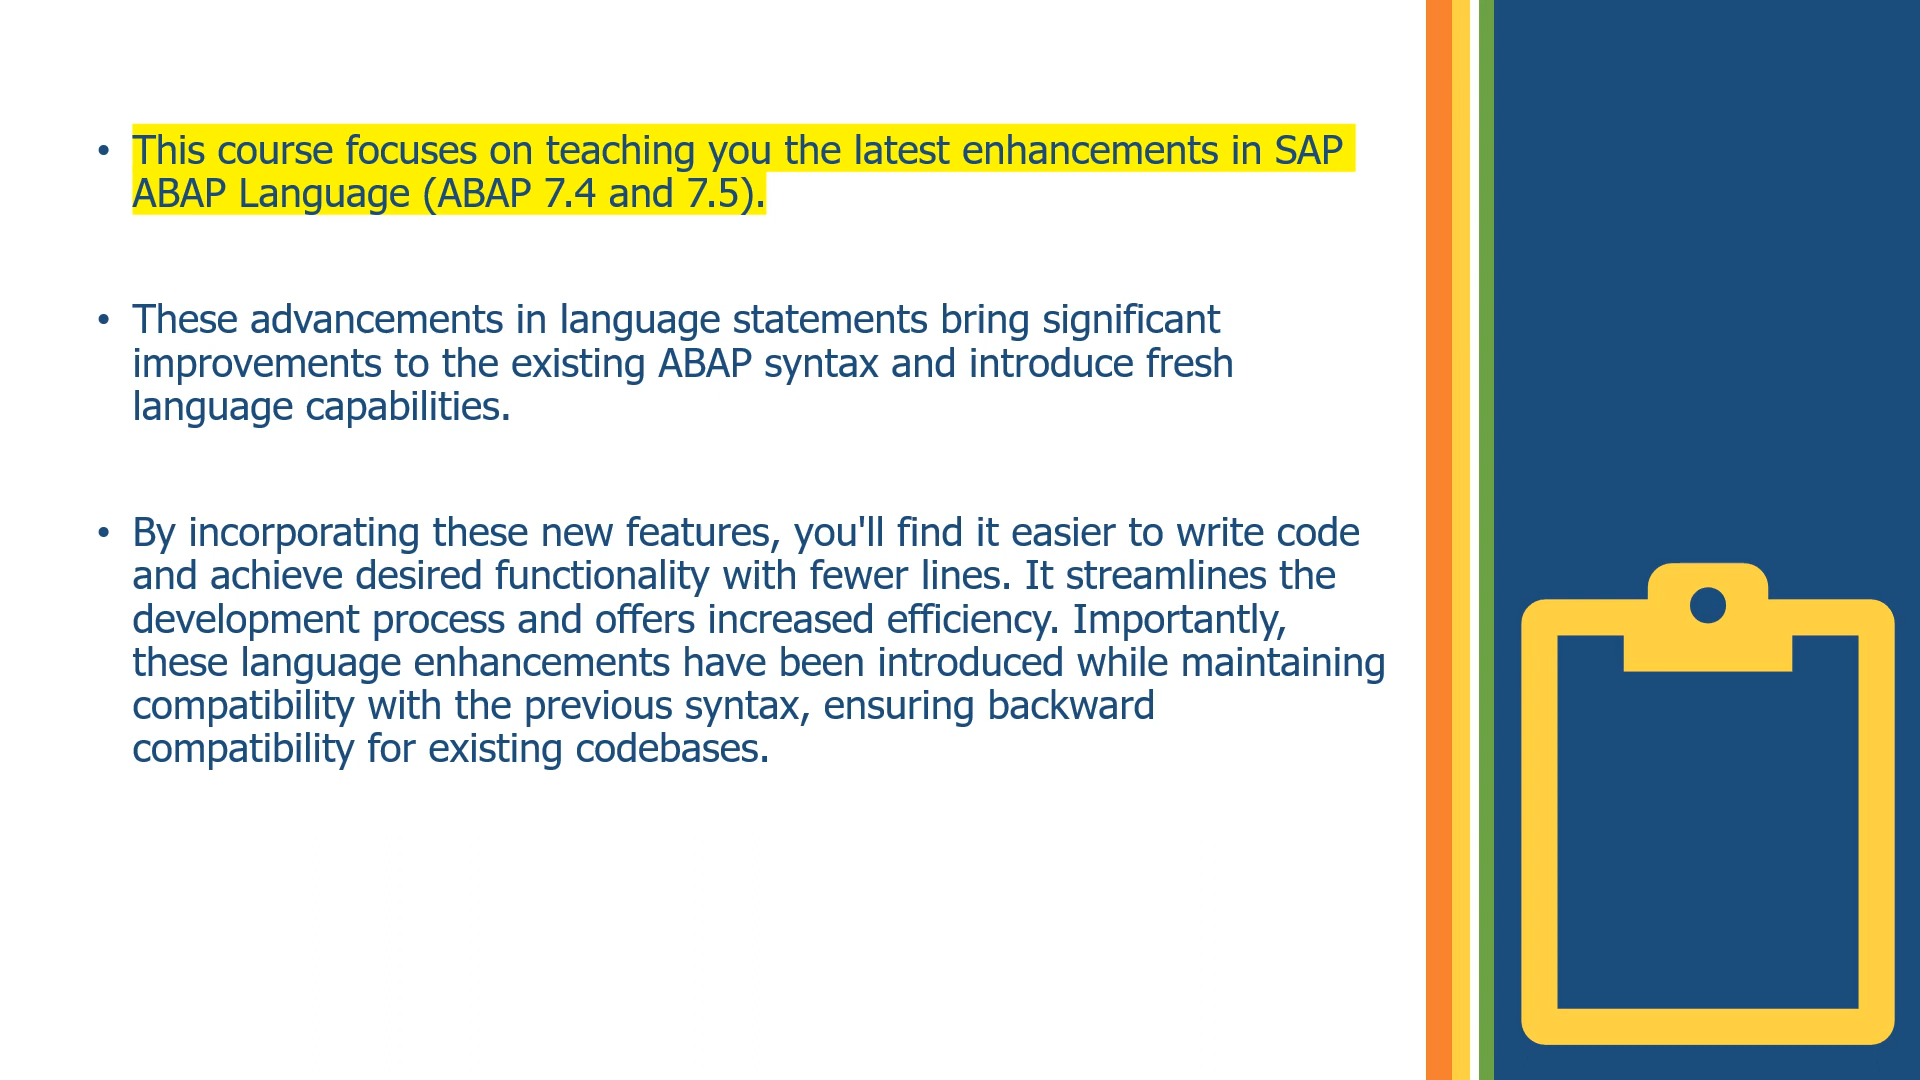 • This course focuses on teaching you the latest enhancements in SAP
ABAP Language (ABAP 7.4 and 7.5).
• These advancements in language statements bring significant
improvements to the existing ABAP syntax and introduce fresh
language capabilities.
• By incorporating these new features, you'll find it easier to write code
and achieve desired functionality with fewer lines. It streamlines the
development process and offers increased efficiency. Importantly,
these language enhancements have been introduced while maintaining
compatibility with the previous syntax, ensuring backward
compatibility for existing codebases.